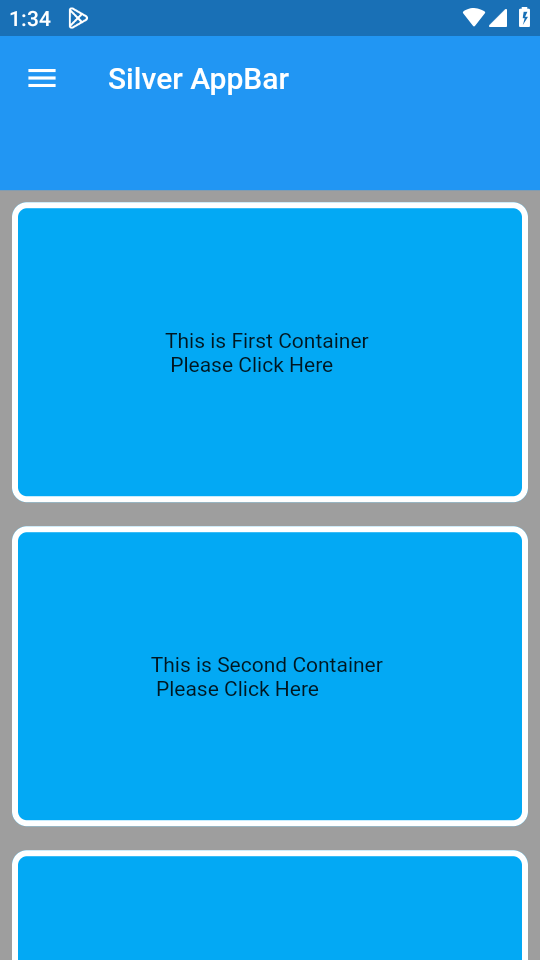 1:34
Silver AppBar
This is First Container
Please Click Here
This is Second Container
Please Click Here